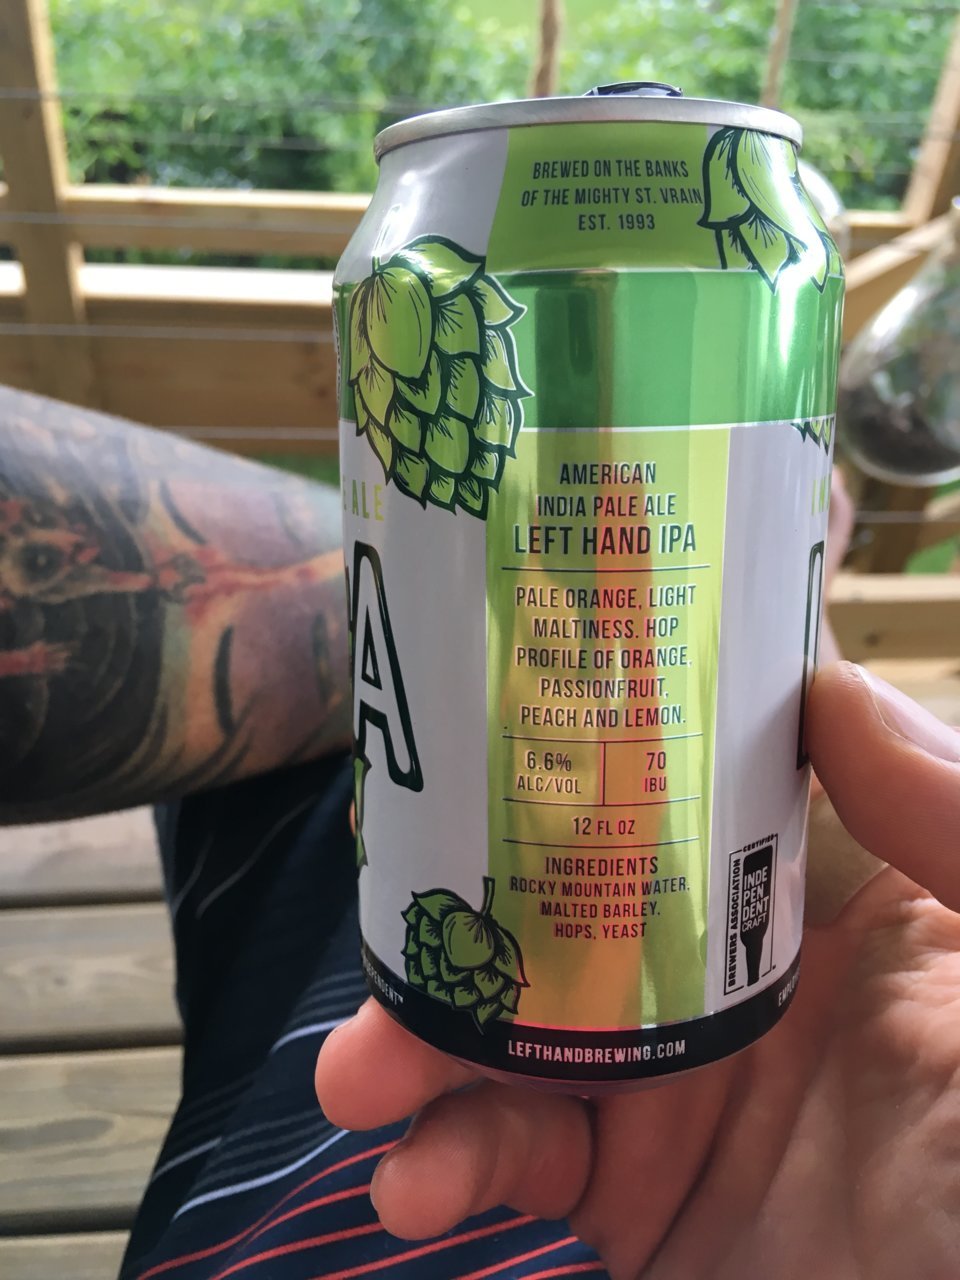 BREWED ON THE BANKS
OF THE MIGHTY ST. VRAIN
EST. 1993
ALE
A
AMERICAN
INDIA PALE ALE
LEFT HAND IPA
PALE ORANGE, LIGHT
MALTINESS. HOP
PROFILE OF ORANGE,
PASSIONFRUIT,
PEACH AND LEMON.
6.6%
ALC/VOL
70
IBU
12 FL OZ
INGREDIENTS
ROCKY MOUNTAIN WATER,
MALTED BARLEY,
HOPS, YEAST
BREWERS ASSOCIATION
CERTIFIED
INDE
PEN
DENT
CRAFT
LEFTHANDBREWING.COM